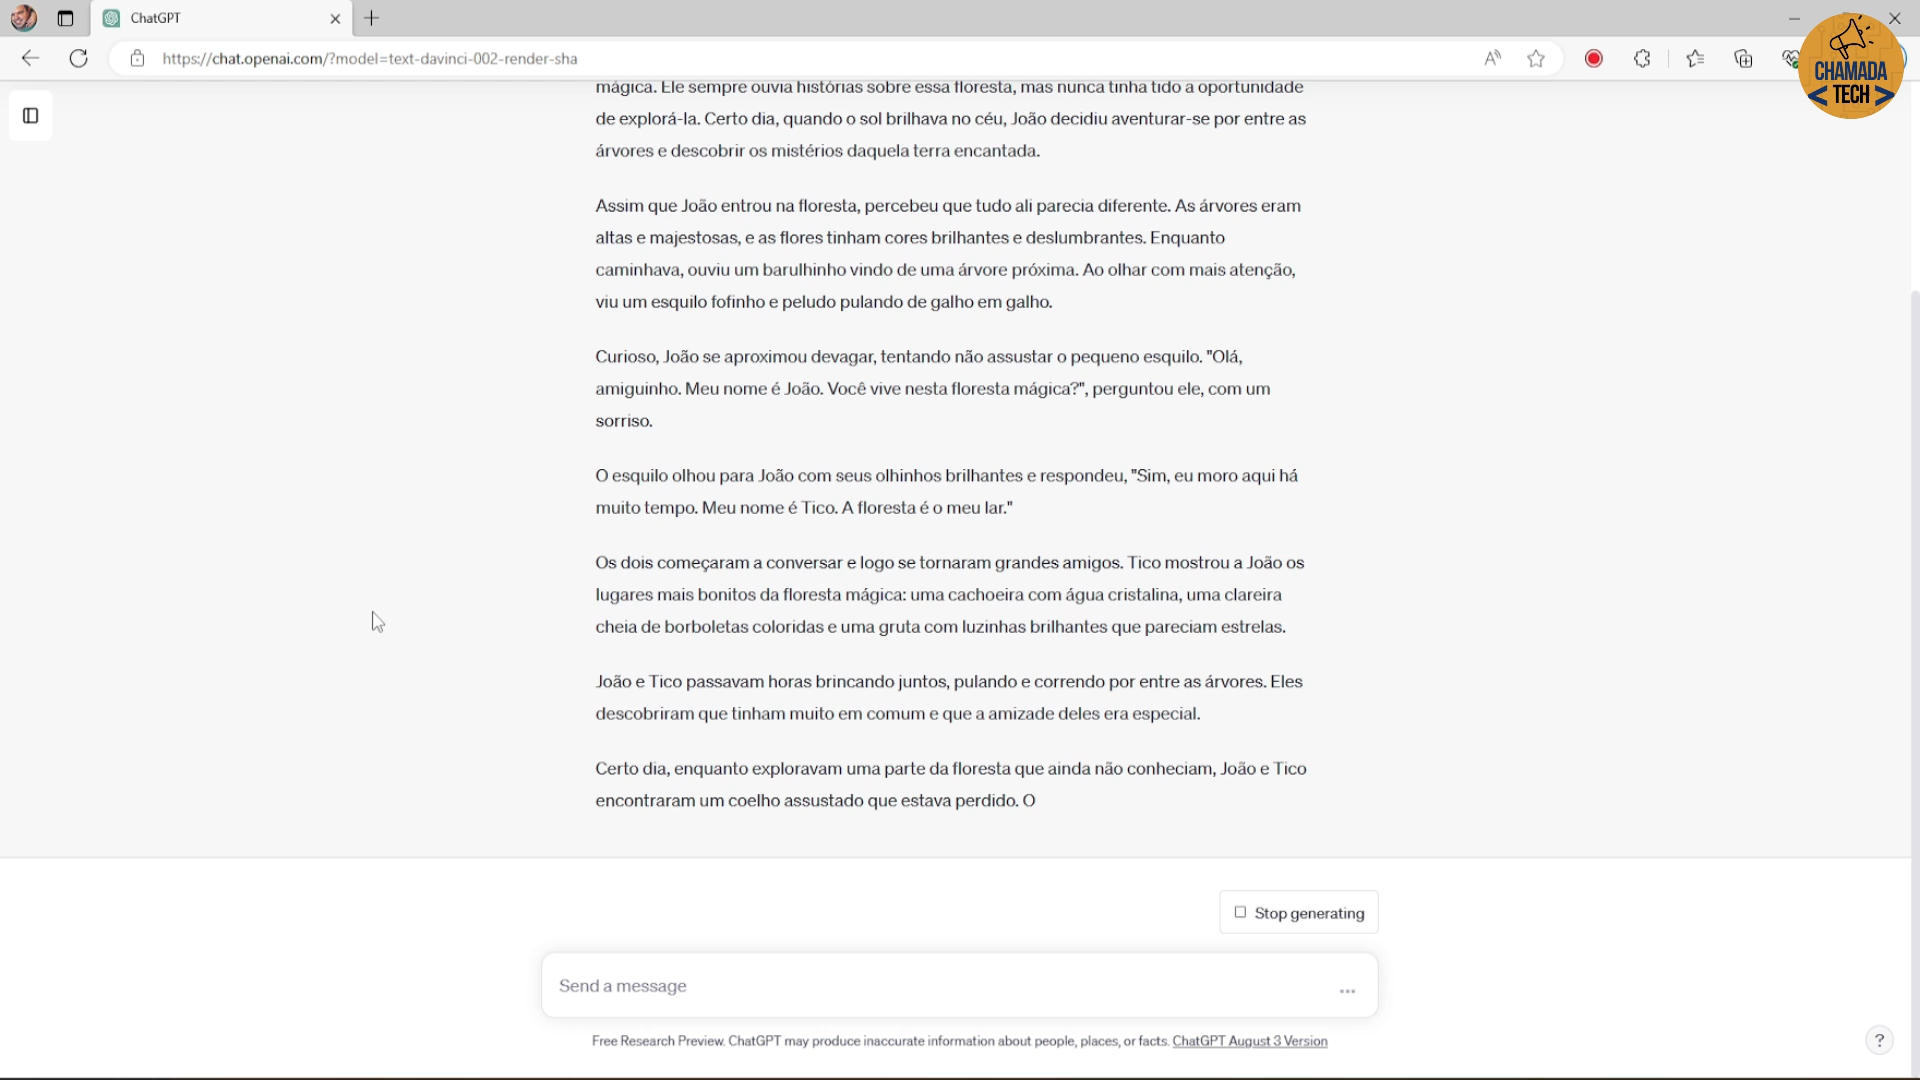 ChatGPT
https://chat.openai.com/?model=text-davinci-002-render-sha
CHAMADA
< TECH >
mágica. Ele sempre ouvia histórias sobre essa floresta, mas nunca tinha tido a oportunidade
de explorá-la. Certo dia, quando o sol brilhava no céu, João decidiu aventurar-se por entre as
árvores e descobrir os mistérios daquela terra encantada.
Assim que João entrou na floresta, percebeu que tudo ali parecia diferente. As árvores eram
altas e majestosas, e as flores tinham cores brilhantes e deslumbrantes. Enquanto
caminhava, ouviu um barulhinho vindo de uma árvore próxima. Ao olhar com mais atenção,
viu um esquilo fofinho e peludo pulando de galho em galho.
Curioso, João se aproximou devagar, tentando não assustar o pequeno esquilo. "Olá,
amiguinho. Meu nome é João. Você vive nesta floresta mágica?", perguntou ele, com um
sorriso.
O esquilo olhou para João com seus olhinhos brilhantes e respondeu, "Sim, eu moro aqui há
muito tempo. Meu nome é Tico. A floresta é o meu lar."
Os dois começaram a conversar e logo se tornaram grandes amigos. Tico mostrou a João os
lugares mais bonitos da floresta mágica: uma cachoeira com água cristalina, uma clareira
cheia de borboletas coloridas e uma gruta com luzinhas brilhantes que pareciam estrelas.
João e Tico passavam horas brincando juntos, pulando e correndo por entre as árvores. Eles
descobriram que tinham muito em comum e que a amizade deles era especial.
Certo dia, enquanto exploravam uma parte da floresta que ainda não conheciam, João e Tico
encontraram um coelho assustado que estava perdido. O
Stop generating
Send a message
Free Research Preview. ChatGPT may produce inaccurate information about people, places, or facts. ChatGPT August 3 Version
?